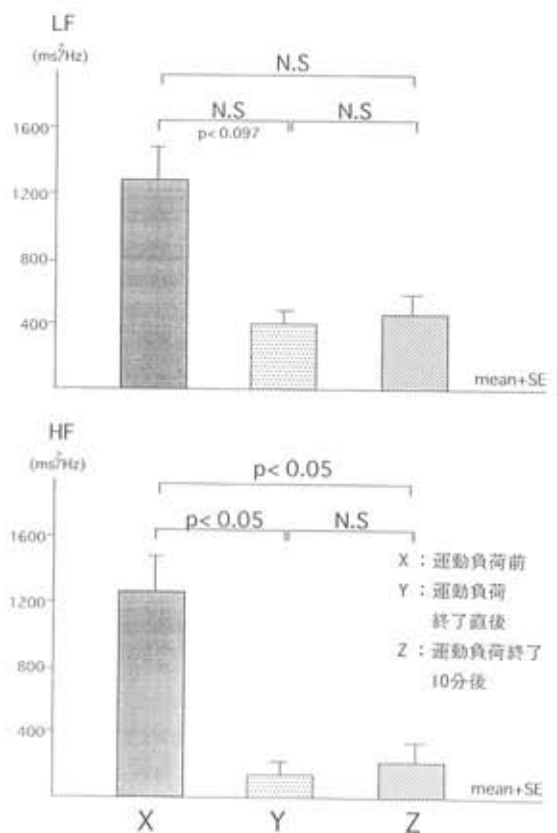 LF
(ms²/Hz)
N.S
N.S
N.S
p<0.097
1600
1200
800
400
mean+SE
HF
(ms²/Hz)
p< 0.05
p< 0.05
N.S
1600
1200
800
400
X：運動負荷前
Y：運動負荷
終了直後
Z：運動負荷終了
10分後
mean+SE
X Y Z